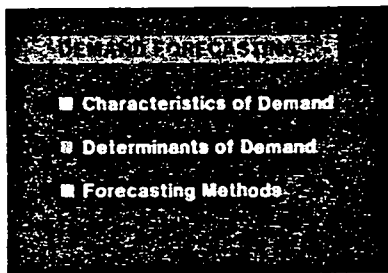 DEMAND FORECASTING
Characteristics of Demand
Determinants of Demand
Forecasting Methods